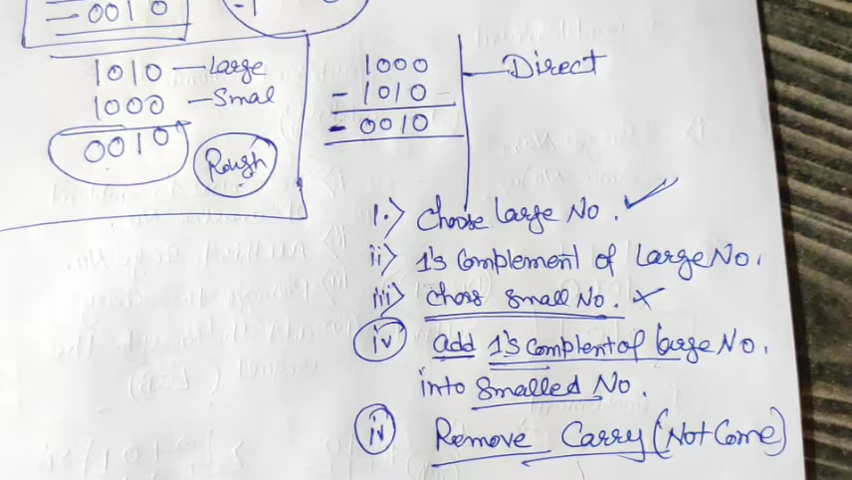 - 0010
-1
1010 - Large
1000 - Smal
0010
Rough
1000
- 1010
- 0010
Direct
1.> Choose large No. ✓
ii> 1's Complement of Large No.
iii> Chose Small No. ×
iv add 1's complent of large No.
into Smalled No.
iv Remove Carry (Not Come)